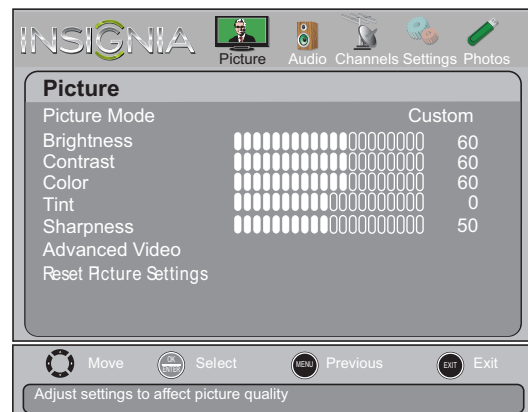 INSIGNIA
Picture Audio Channels Settings Photos
Picture
Picture Mode Custom
Brightness 60
Contrast 60
Color 60
Tint 0
Sharpness 50
Advanced Video
Reset Picture Settings
Move OK ENTER Select MENU Previous EXIT Exit
Adjust settings to affect picture quality